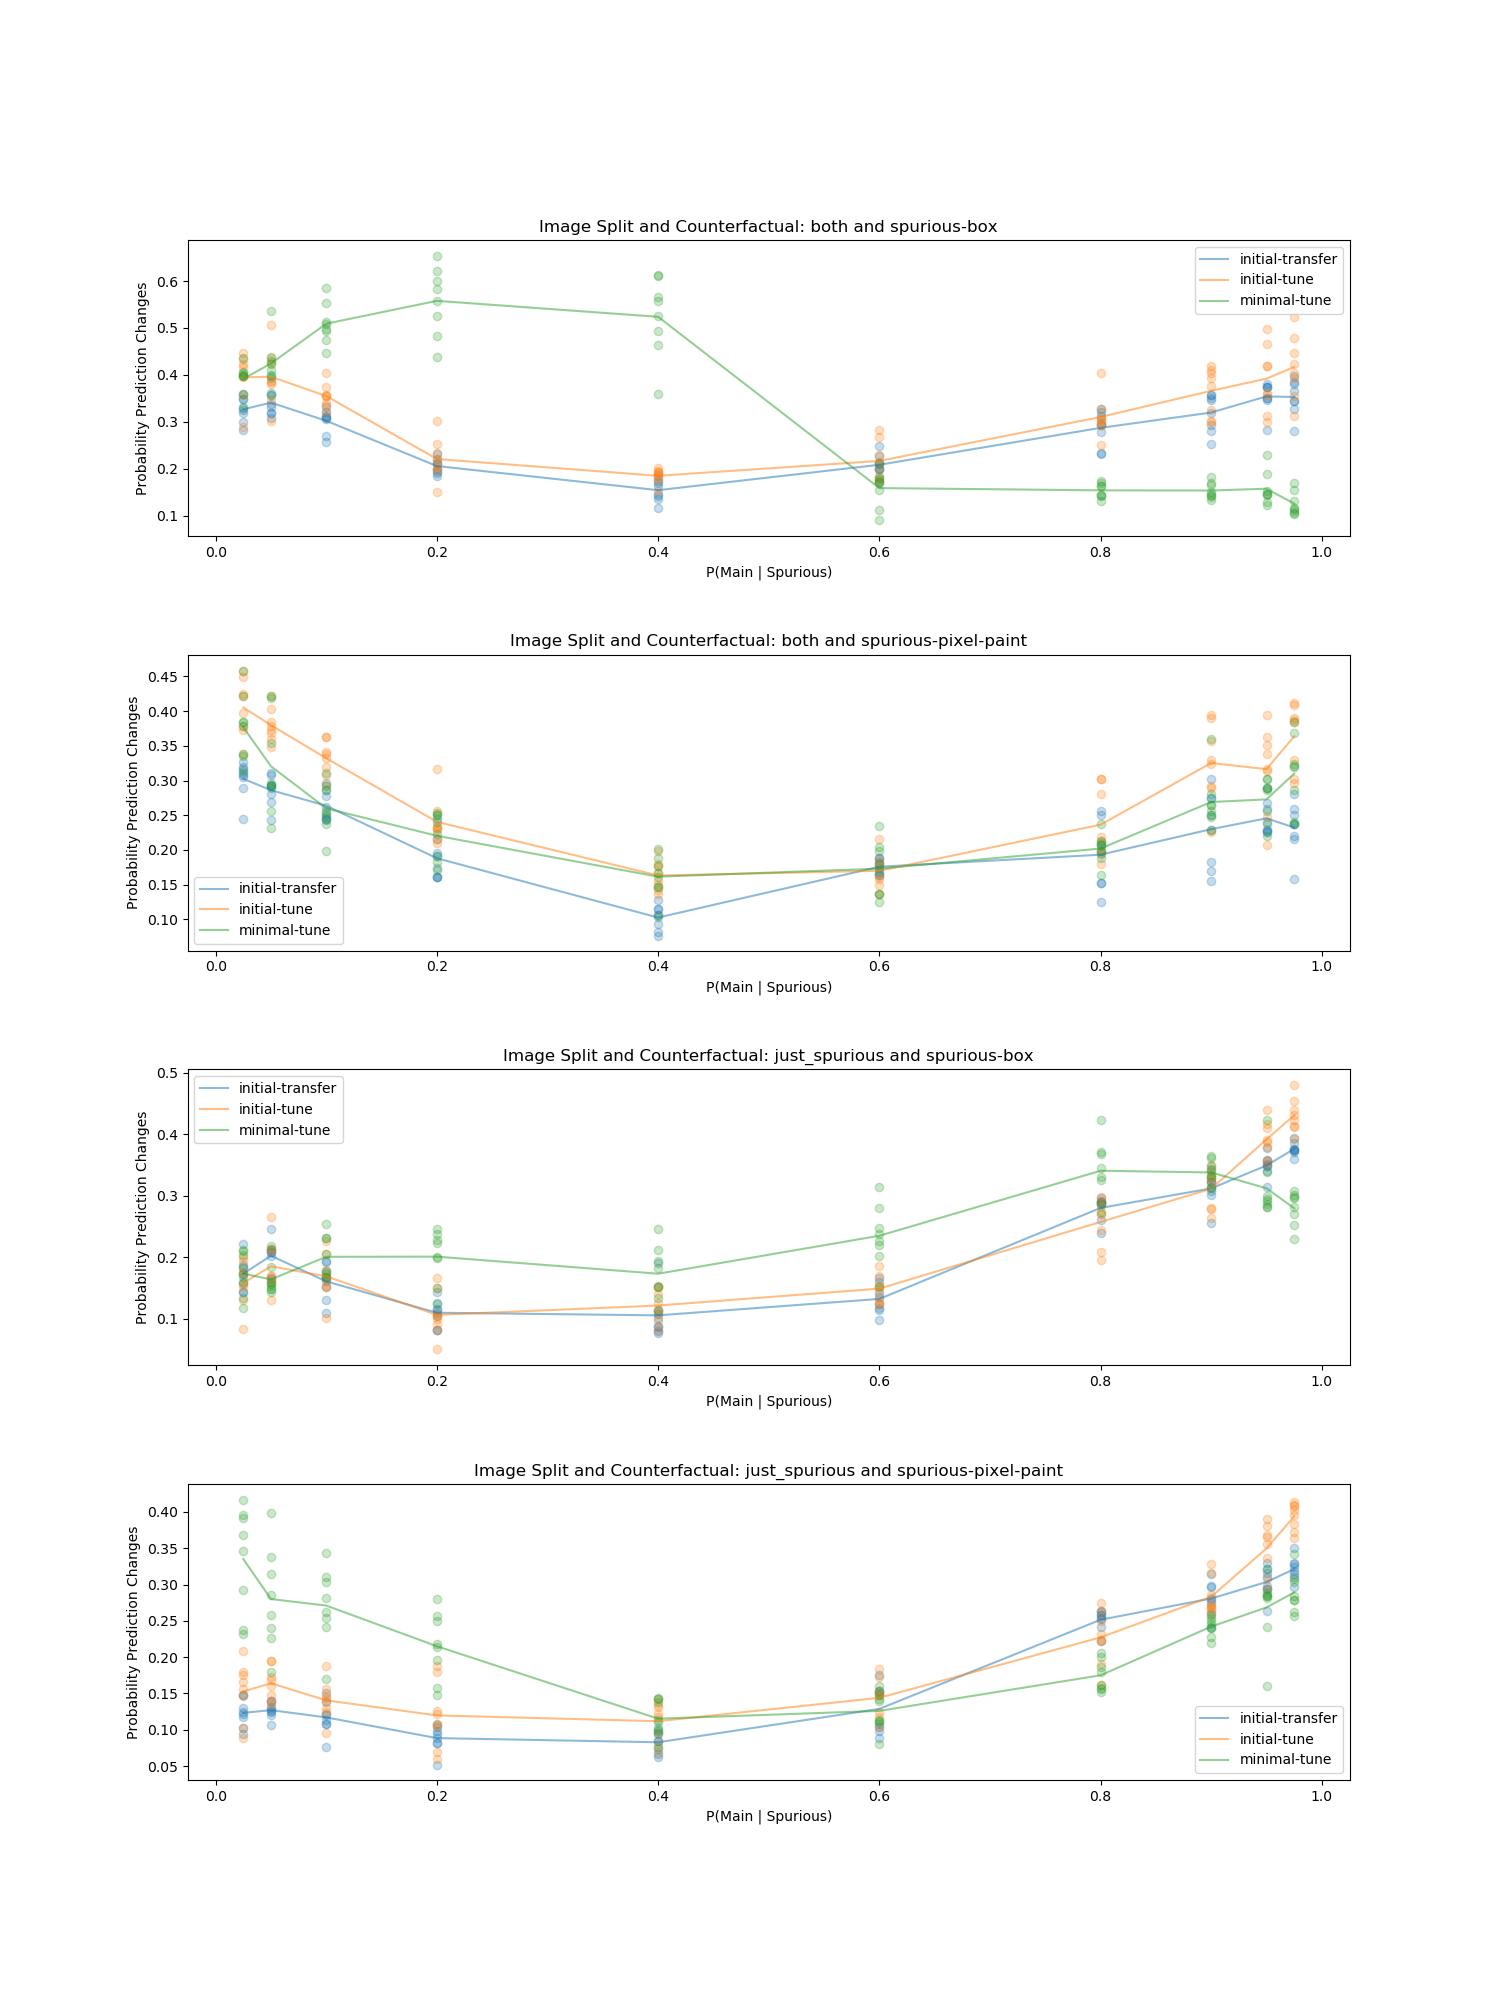 Image Split and Counterfactual: both and spurious-box
Probability Prediction Changes
0.6
0.5
0.4
0.3
0.2
0.1
initial-transfer
initial-tune
minimal-tune
0.0 0.2 0.4 0.6 0.8 1.0
P(Main | Spurious)
Image Split and Counterfactual: both and spurious-pixel-paint
Probability Prediction Changes
0.45
0.40
0.35
0.30
0.25
0.20
0.15
0.10
initial-transfer
initial-tune
minimal-tune
0.0 0.2 0.4 0.6 0.8 1.0
P(Main | Spurious)
Image Split and Counterfactual: just_spurious and spurious-box
Probability Prediction Changes
0.5
0.4
0.3
0.2
0.1
initial-transfer
initial-tune
minimal-tune
0.0 0.2 0.4 0.6 0.8 1.0
P(Main | Spurious)
Image Split and Counterfactual: just_spurious and spurious-pixel-paint
Probability Prediction Changes
0.40
0.35
0.30
0.25
0.20
0.15
0.10
0.05
initial-transfer
initial-tune
minimal-tune
0.0 0.2 0.4 0.6 0.8 1.0
P(Main | Spurious)